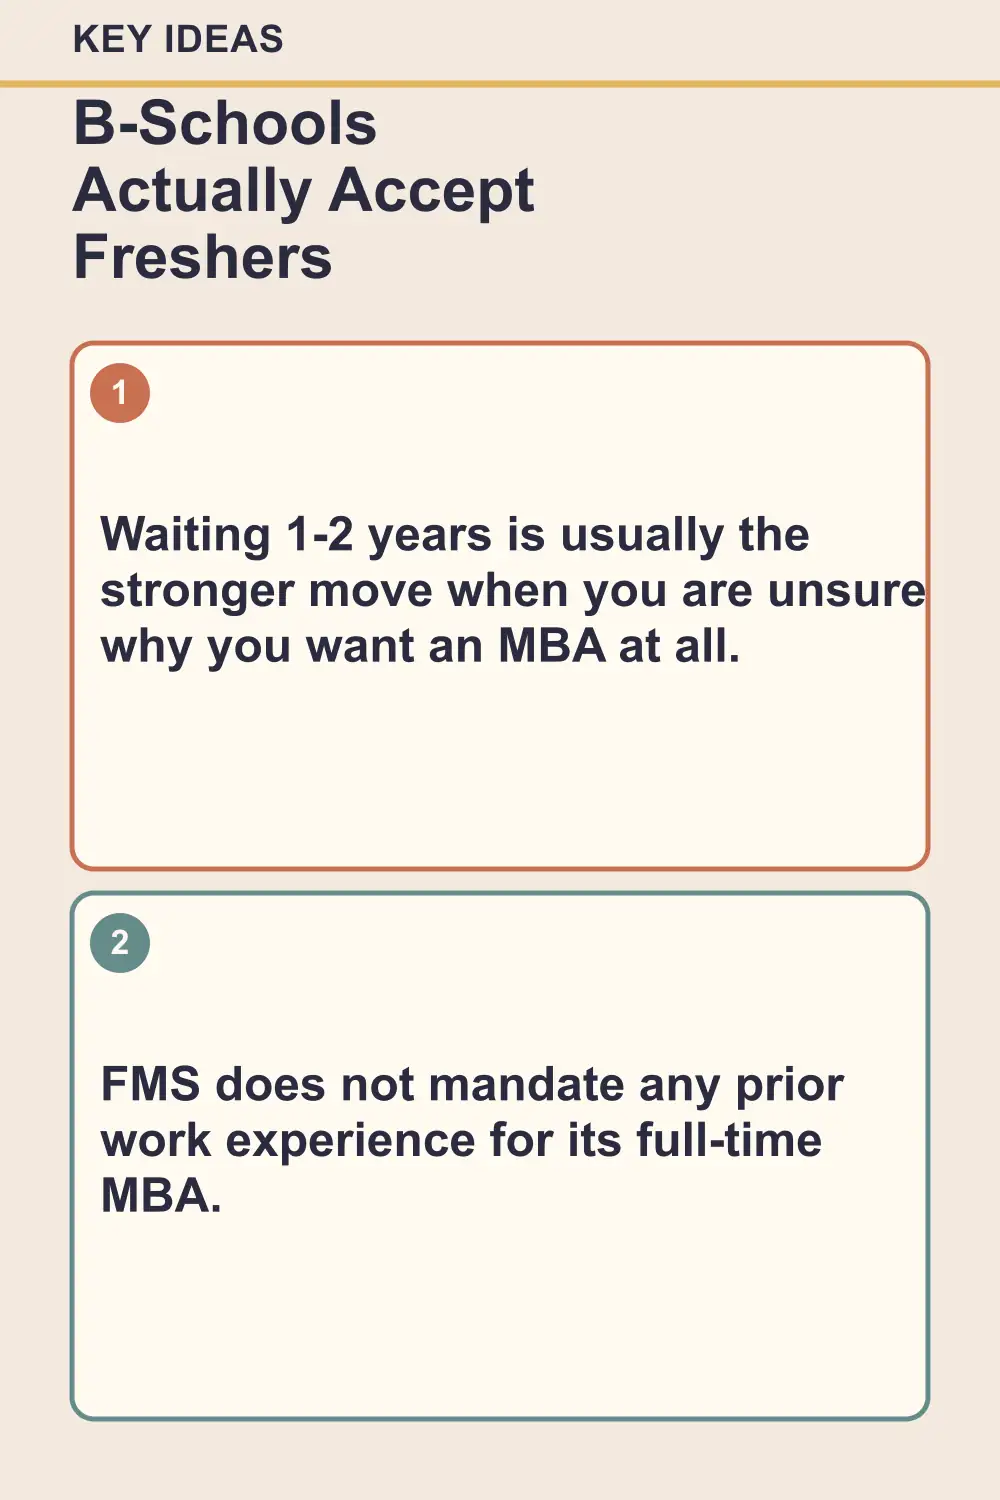 KEY IDEAS
B-Schools
Actually Accept
Freshers
1
Waiting 1-2 years is usually the
stronger move when you are unsure
why you want an MBA at all.
2
FMS does not mandate any prior
work experience for its full-time
MBA.